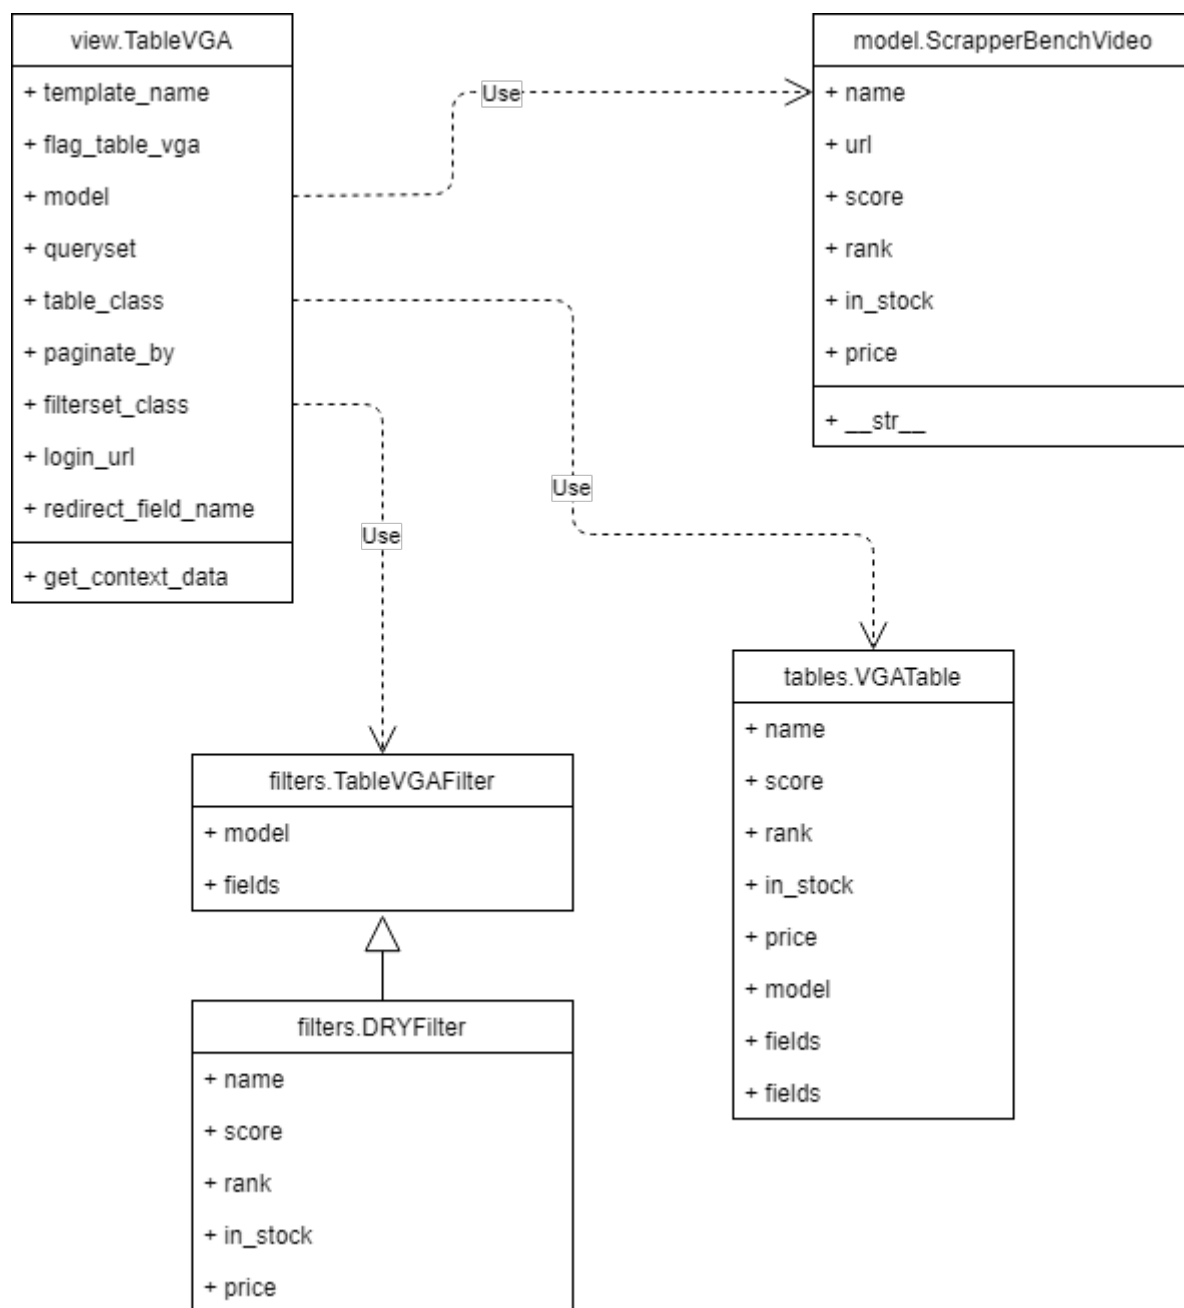 view.TableVGA
+ template_name
+ flag_table_vga
+ model
+ queryset
+ table_class
+ paginate_by
+ filterset_class
+ login_url
+ redirect_field_name
+ get_context_data
Use
Use
Use
model.ScrapperBenchVideo
+ name
+ url
+ score
+ rank
+ in_stock
+ price
+ __str__
tables.VGATable
+ name
+ score
+ rank
+ in_stock
+ price
+ model
+ fields
+ fields
filters.TableVGAFilter
+ model
+ fields
filters.DRYFilter
+ name
+ score
+ rank
+ in_stock
+ price